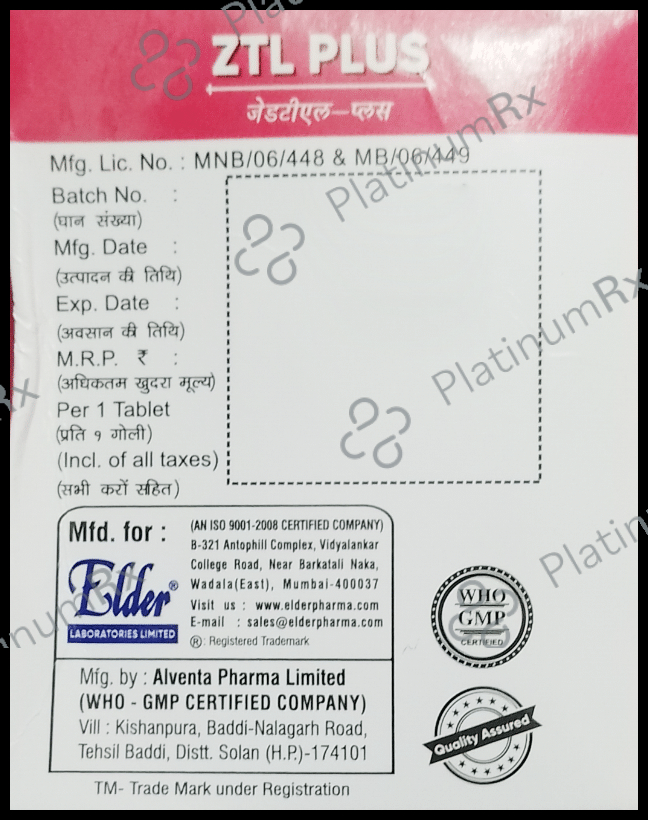 ZTL PLUS
जेडटीएल–प्लस
Mfg. Lic. No. : MNB/06/448 & MB/06/449
Batch No. :
(घान संख्या)
Mfg. Date :
(उत्पादन की तिथि)
Exp. Date :
(अवसान की तिथि)
M.R.P. ₹ :
(अधिकतम खुदरा मूल्य)
Per 1 Tablet
(प्रति १ गोली)
(Incl. of all taxes)
(सभी करों सहित)
Mfd. for :
Elder®
LABORATORIES LIMITED
(AN ISO 9001-2008 CERTIFIED COMPANY)
B-321 Antophill Complex, Vidyalankar
College Road, Near Barkatali Naka,
Wadala(East), Mumbai-400037
Visit us : www.elderpharma.com
E-mail : sales@elderpharma.com
®: Registered Trademark
Mfg. by : Alventa Pharma Limited
(WHO - GMP CERTIFIED COMPANY)
Vill : Kishanpura, Baddi-Nalagarh Road,
Tehsil Baddi, Distt. Solan (H.P.)-174101
TM- Trade Mark under Registration
WHO
GMP
CERTIFIED
Quality Assured
PlatinumRx
PlatinumRx
PlatinumRx
Rx
Platinu
inumRx